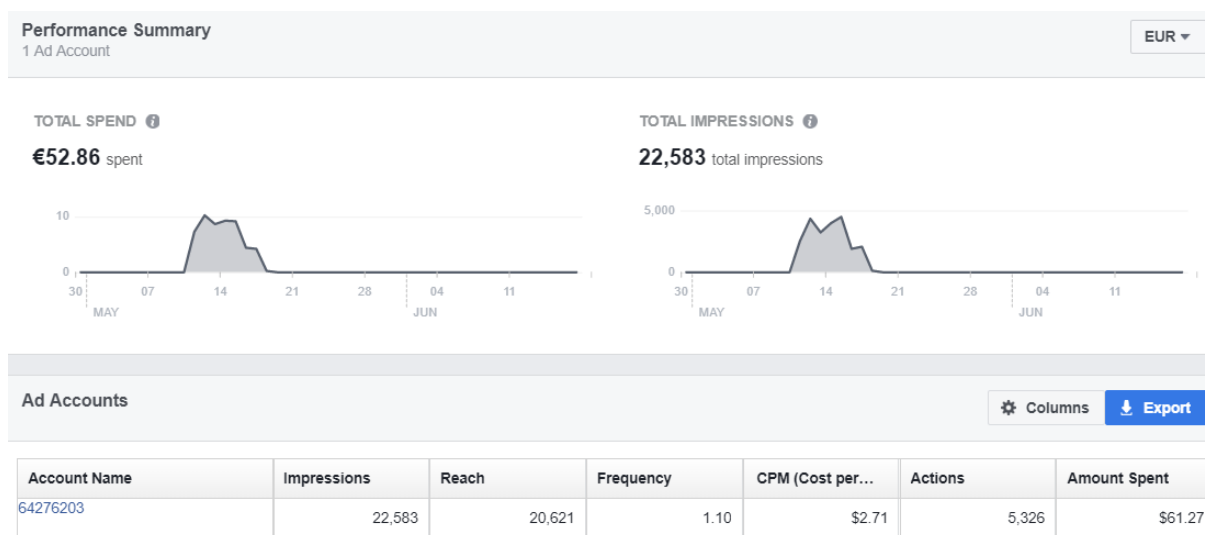 Performance Summary
1 Ad Account
EUR
TOTAL SPEND
€52.86 spent
10
0
30 07 14 21 28 04 11
MAY JUN
TOTAL IMPRESSIONS
22,583 total impressions
5,000
0
30 07 14 21 28 04 11
MAY JUN
Ad Accounts
Columns Export
Account Name Impressions Reach Frequency CPM (Cost per... Actions Amount Spent
64276203 22,583 20,621 1.10 $2.71 5,326 $61.27